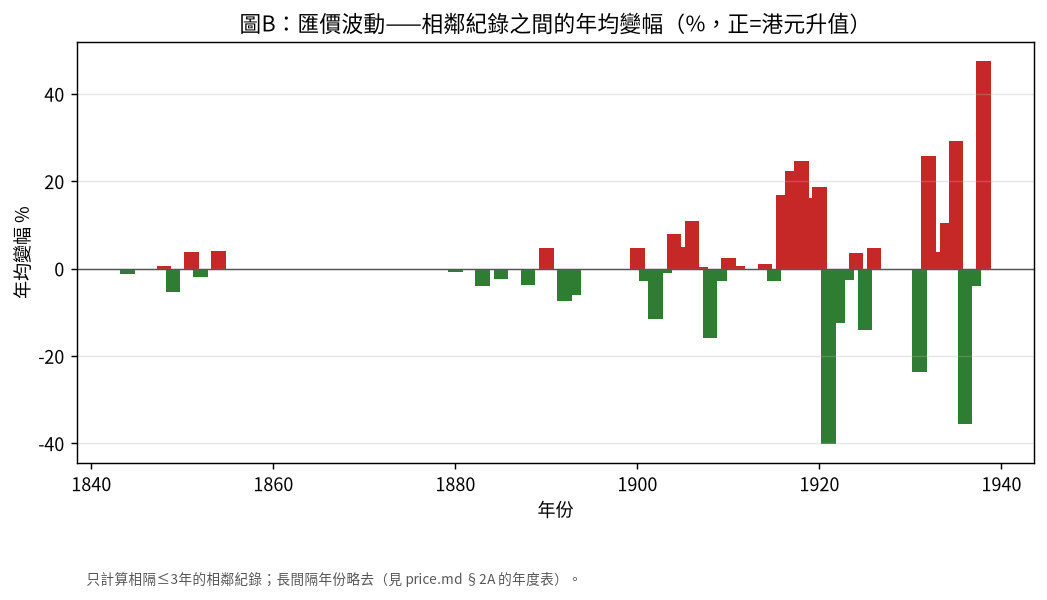 圖B：匯價波動——相鄰紀錄之間的年均變幅（%，正=港元升值）
年均變幅 %
40
20
0
-20
-40
1840
1860
1880
1900
1920
1940
年份
只計算相隔≤3年的相鄰紀錄；長間隔年份略去（見 price.md §2A 的年度表）。